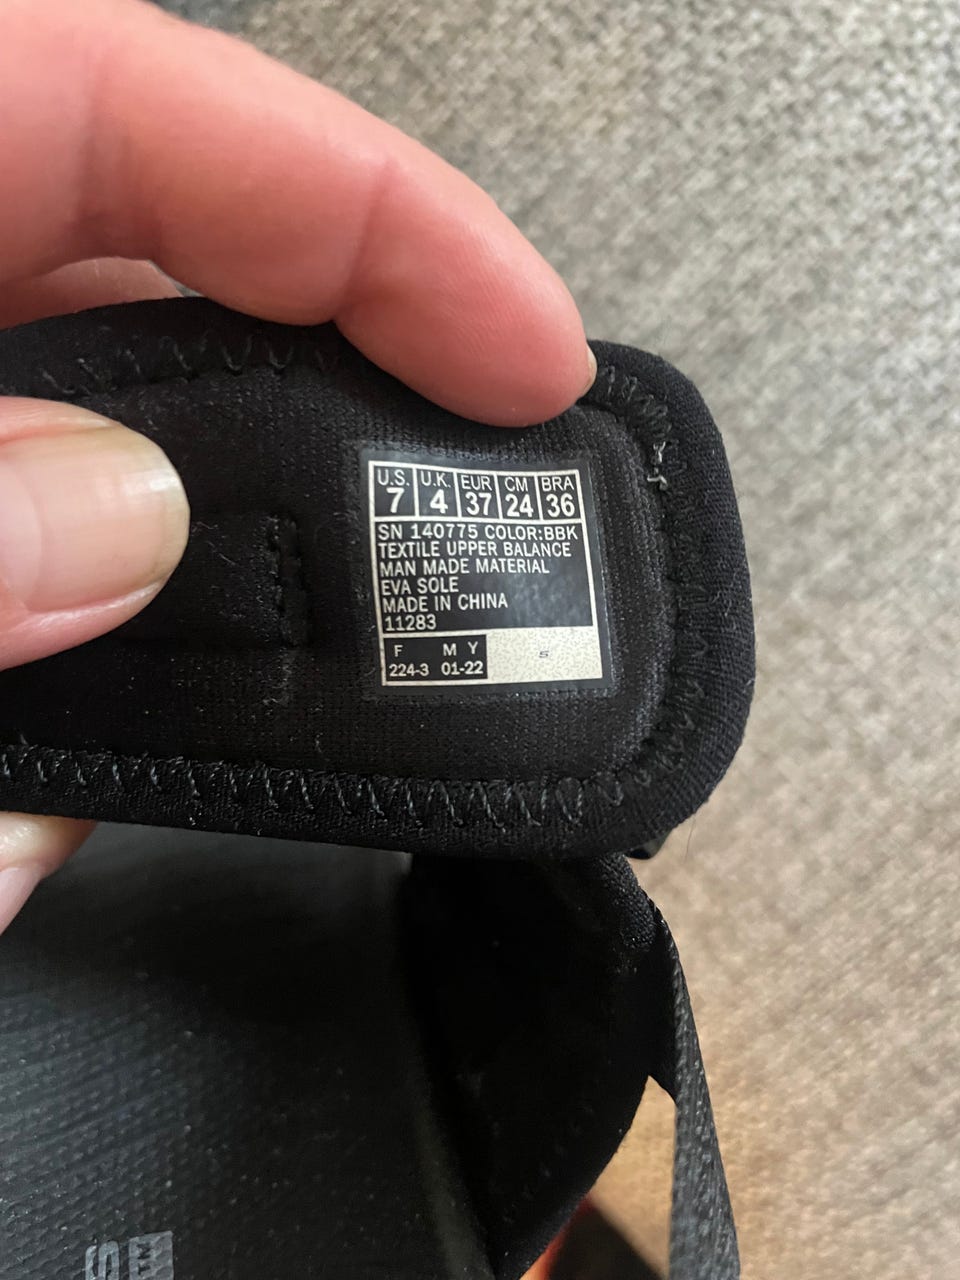 U.S. U.K. EUR CM BRA
7 4 37 24 36
SN 140775 COLOR:BBK
TEXTILE UPPER BALANCE
MAN MADE MATERIAL
EVA SOLE
MADE IN CHINA
11283
F M Y
224-3 01-22